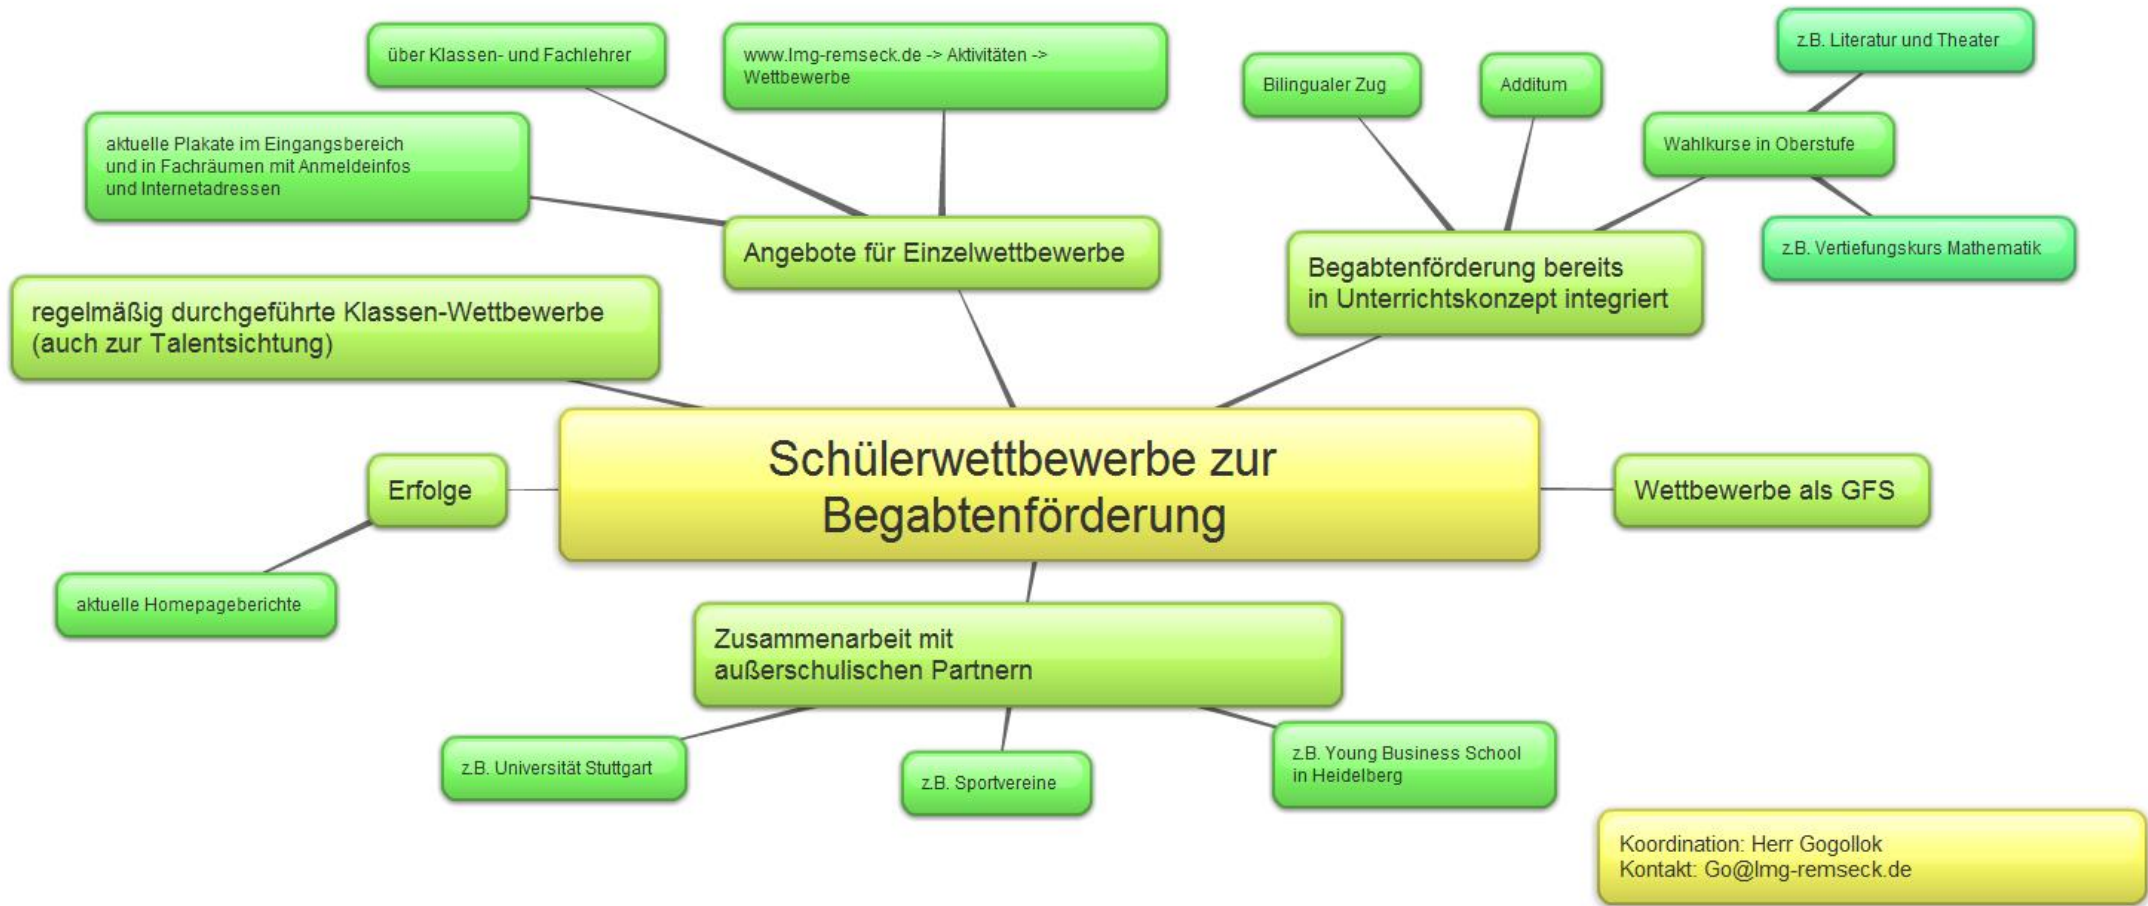 über Klassen- und Fachlehrer
www.lmg-remseck.de -> Aktivitäten ->
Wettbewerbe
aktuelle Plakate im Eingangsbereich
und in Fachräumen mit Anmeldeinfos
und Internetadressen
Angebote für Einzelwettbewerbe
Bilingualer Zug
Additum
z.B. Literatur und Theater
Wahlkurse in Oberstufe
z.B. Vertiefungskurs Mathematik
Begabtenförderung bereits
in Unterrichtskonzept integriert
regelmäßig durchgeführte Klassen-Wettbewerbe
(auch zur Talentsichtung)
Schülerwettbewerbe zur
Begabtenförderung
Erfolge
aktuelle Homepageberichte
Wettbewerbe als GFS
Zusammenarbeit mit
außerschulischen Partnern
z.B. Universität Stuttgart
z.B. Sportvereine
z.B. Young Business School
in Heidelberg
Koordination: Herr Gogollok
Kontakt: Go@lmg-remseck.de